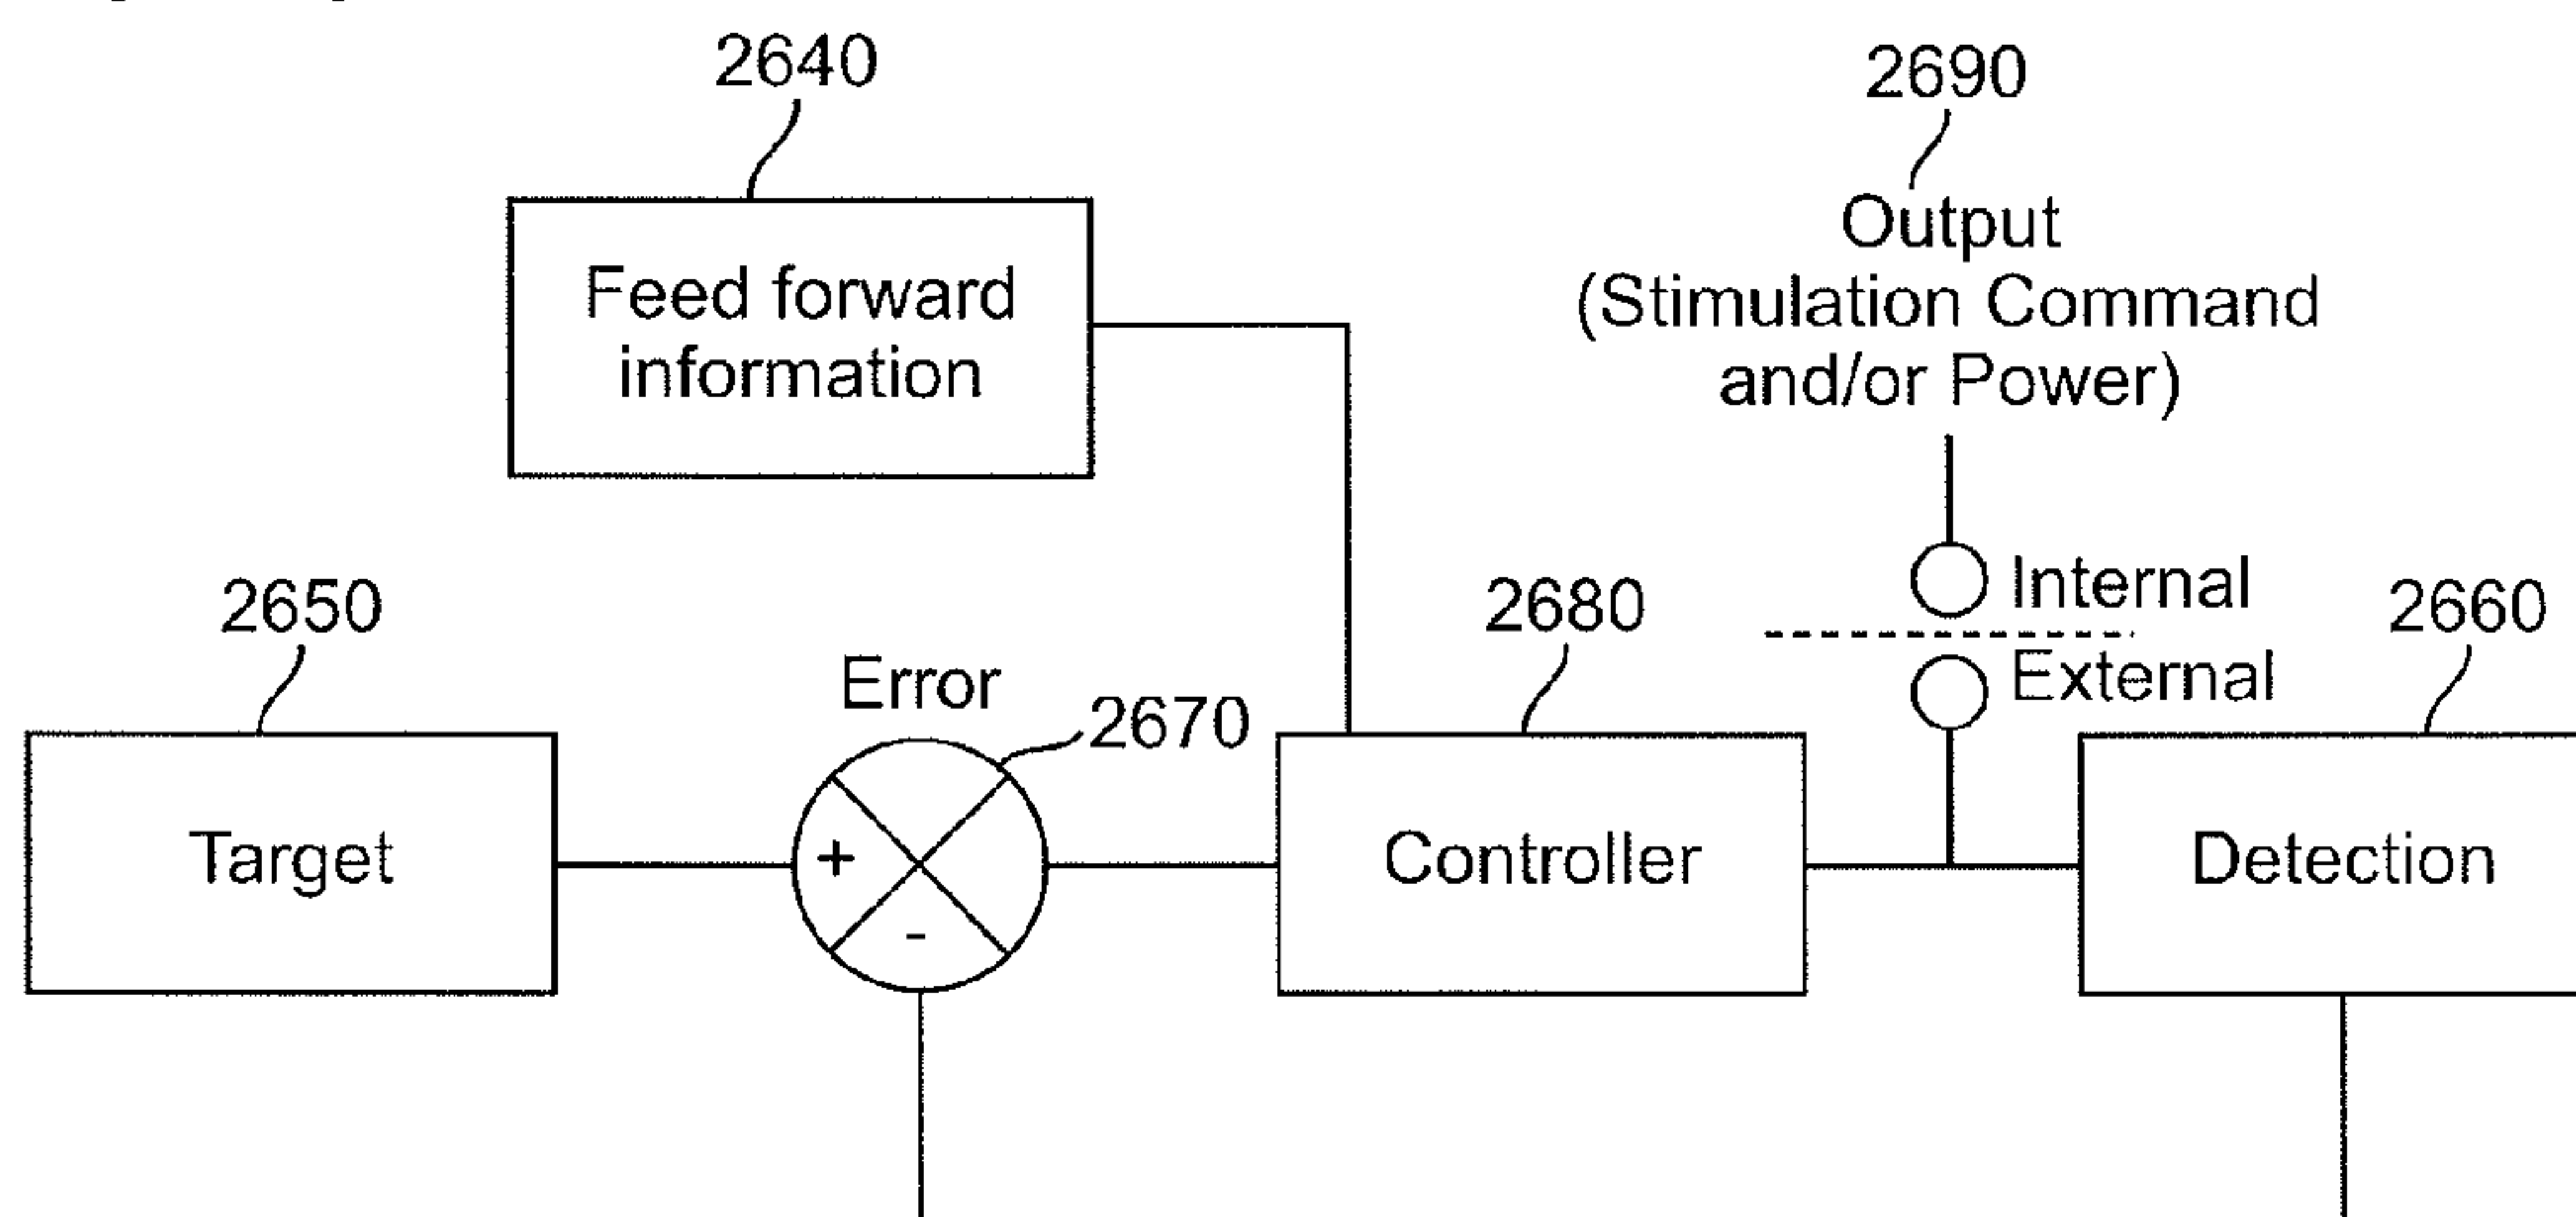 2640
2690
Feed forward
information
Output
(Stimulation Command
and/or Power)
Internal
External
2650
Error
2670
2680
2660
Target
+
-
Controller
Detection